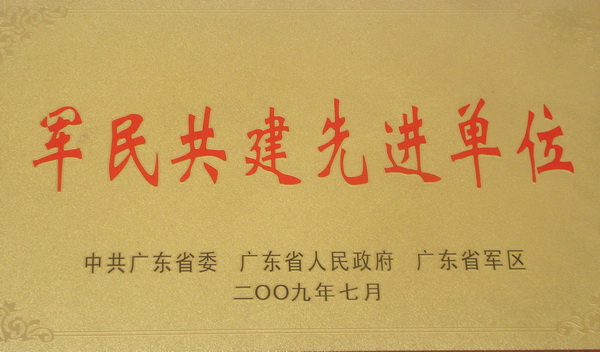 军民共建先进单位
中共广东省委 广东省人民政府 广东省军区
二OO九年七月